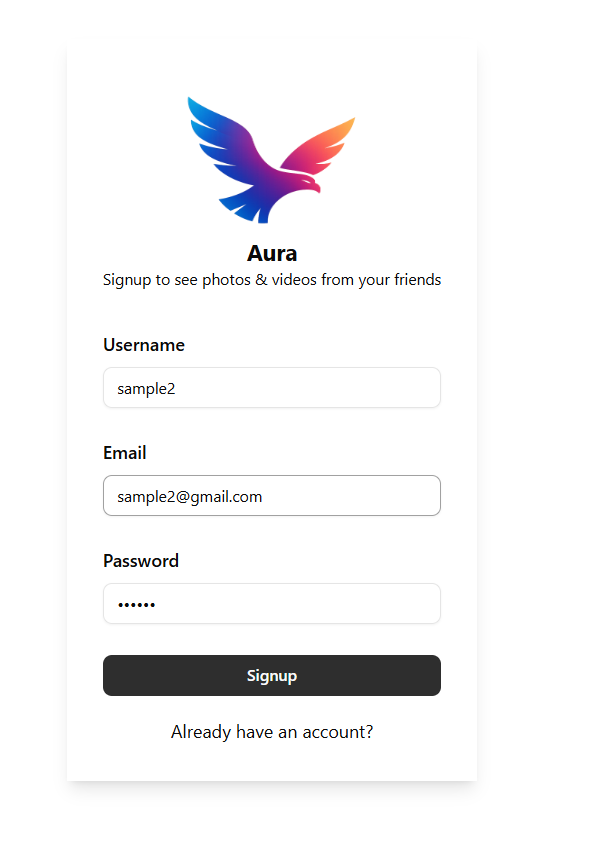 Aura
Signup to see photos & videos from your friends
Username
sample2
Email
sample2@gmail.com
Password
••••••
Signup
Already have an account?